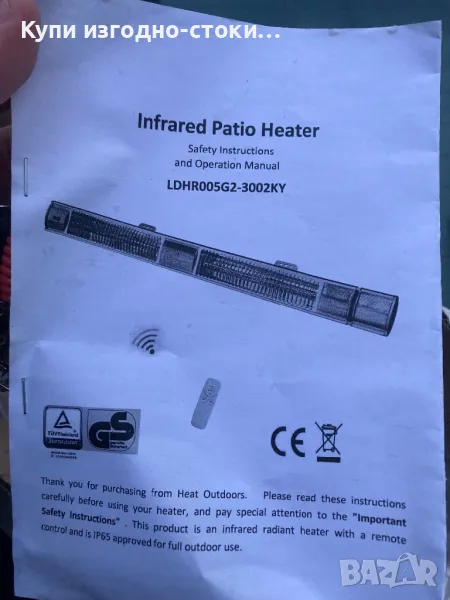 Купи изгодно-стоки...
Infrared Patio Heater
Safety Instructions
and Operation Manual
LDHR005G2-3002KY
TÜVRheinland
GS
CE
Thank you for purchasing from Heat Outdoors. Please read these instructions
carefully before using your heater, and pay special attention to the "Important
Safety Instructions" . This product is an infrared radiant heater with a remote
control and is IP65 approved for full outdoor use.
BAZAR